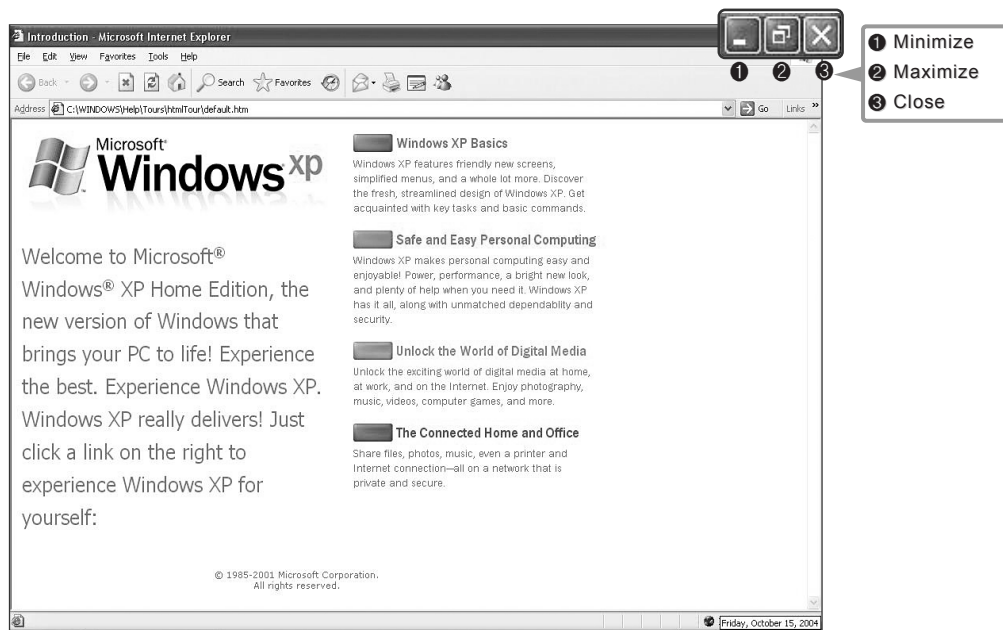 Introduction - Microsoft Internet Explorer
File Edit View Favorites Tools Help
Back Search Favorites
Address C:\WINDOWS\Help\Tours\htmlTour\default.htm Go Links »
❶ ❷ ❸
❶ Minimize
❷ Maximize
❸ Close
Microsoft®
Windows xp
Welcome to Microsoft®
Windows® XP Home Edition, the
new version of Windows that
brings your PC to life! Experience
the best. Experience Windows XP.
Windows XP really delivers! Just
click a link on the right to
experience Windows XP for
yourself:
Windows XP Basics
Windows XP features friendly new screens,
simplified menus, and a whole lot more. Discover
the fresh, streamlined design of Windows XP. Get
acquainted with key tasks and basic commands.
Safe and Easy Personal Computing
Windows XP makes personal computing easy and
enjoyable! Power, performance, a bright new look,
and plenty of help when you need it. Windows XP
has it all, along with unmatched dependablity and
security.
Unlock the World of Digital Media
Unlock the exciting world of digital media at home,
at work, and on the Internet. Enjoy photography,
music, videos, computer games, and more.
The Connected Home and Office
Share files, photos, music, even a printer and
Internet connection—all on a network that is
private and secure.
© 1985-2001 Microsoft Corporation.
All rights reserved.
Friday, October 15, 2004